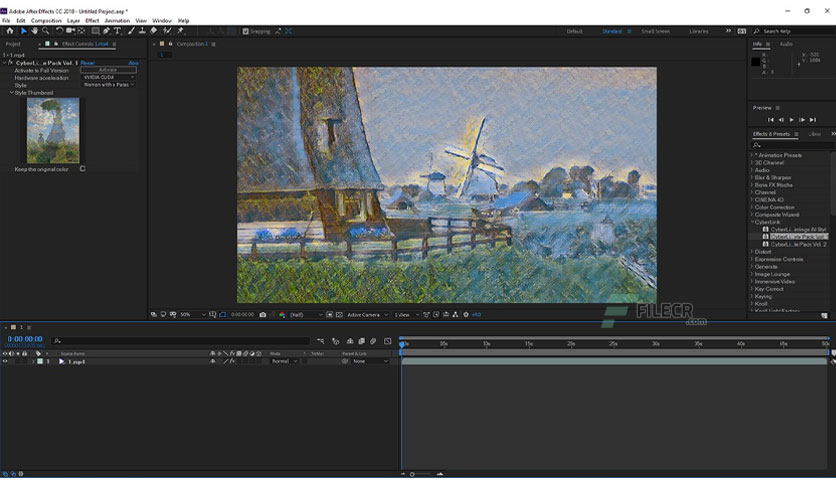 Adobe After Effects CC 2018 - Untitled Project.aep *
File Edit Composition Layer Effect Animation View Window Help
Snapping
Default Standard Small Screen Libraries Search Help
Project Effect Controls 1.mp4
1 • 1.mp4
CyberLi...e Pack Vol. 1 Reset
Activate to Full Version Activate
Hardware acceleration NVIDIA CUDA
Style Woman with a Paras
Style Thumbnail
Keep the original color
Composition 1
1
50% 0:00:00:00 (Half) Active Camera 1 View +0.0
Info Audio
R:
G:
B:
A:
X:
Y:
Preview
Effects & Presets
* Animation Presets
3D Channel
Audio
Blur & Sharpen
Boris FX Mocha
Channel
CINEMA 4D
Color Correction
Composite Wizard
CyberLink
CyberLi...intings AI Styl
CyberLi...le Pack Vol. 1
CyberLi...le Pack Vol. 2
Distort
Expression Controls
Generate
Image Lounge
Immersive Video
Key Correct
Keying
Knoll
FILECR
.com
1
0:00:00:00
Source Name Mode T TrkMat Parent & Link
1 1.mp4 Normal None
05s 10s 15s 20s 25s 30s 35s 40s 45s 50s